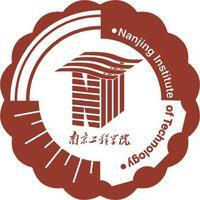 Nanjing Institute of Technology
南京工程学院